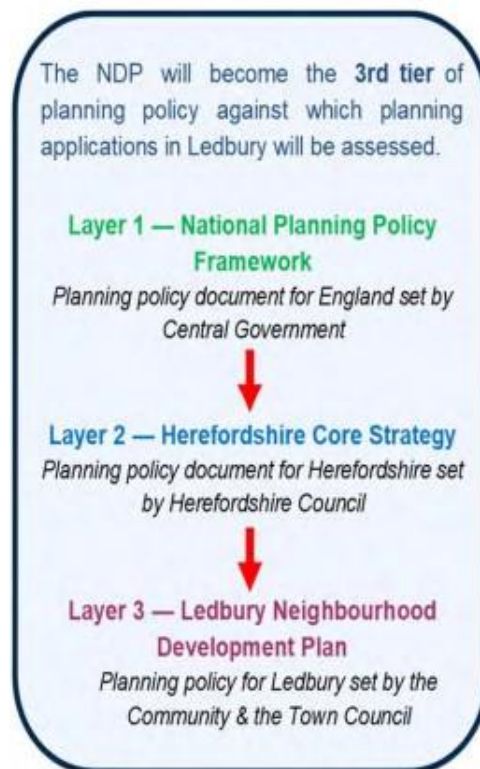 The NDP will become the 3rd tier of
planning policy against which planning
applications in Ledbury will be assessed.
Layer 1 — National Planning Policy
Framework
Planning policy document for England set by
Central Government
Layer 2 — Herefordshire Core Strategy
Planning policy document for Herefordshire set
by Herefordshire Council
Layer 3 — Ledbury Neighbourhood
Development Plan
Planning policy for Ledbury set by the
Community & the Town Council